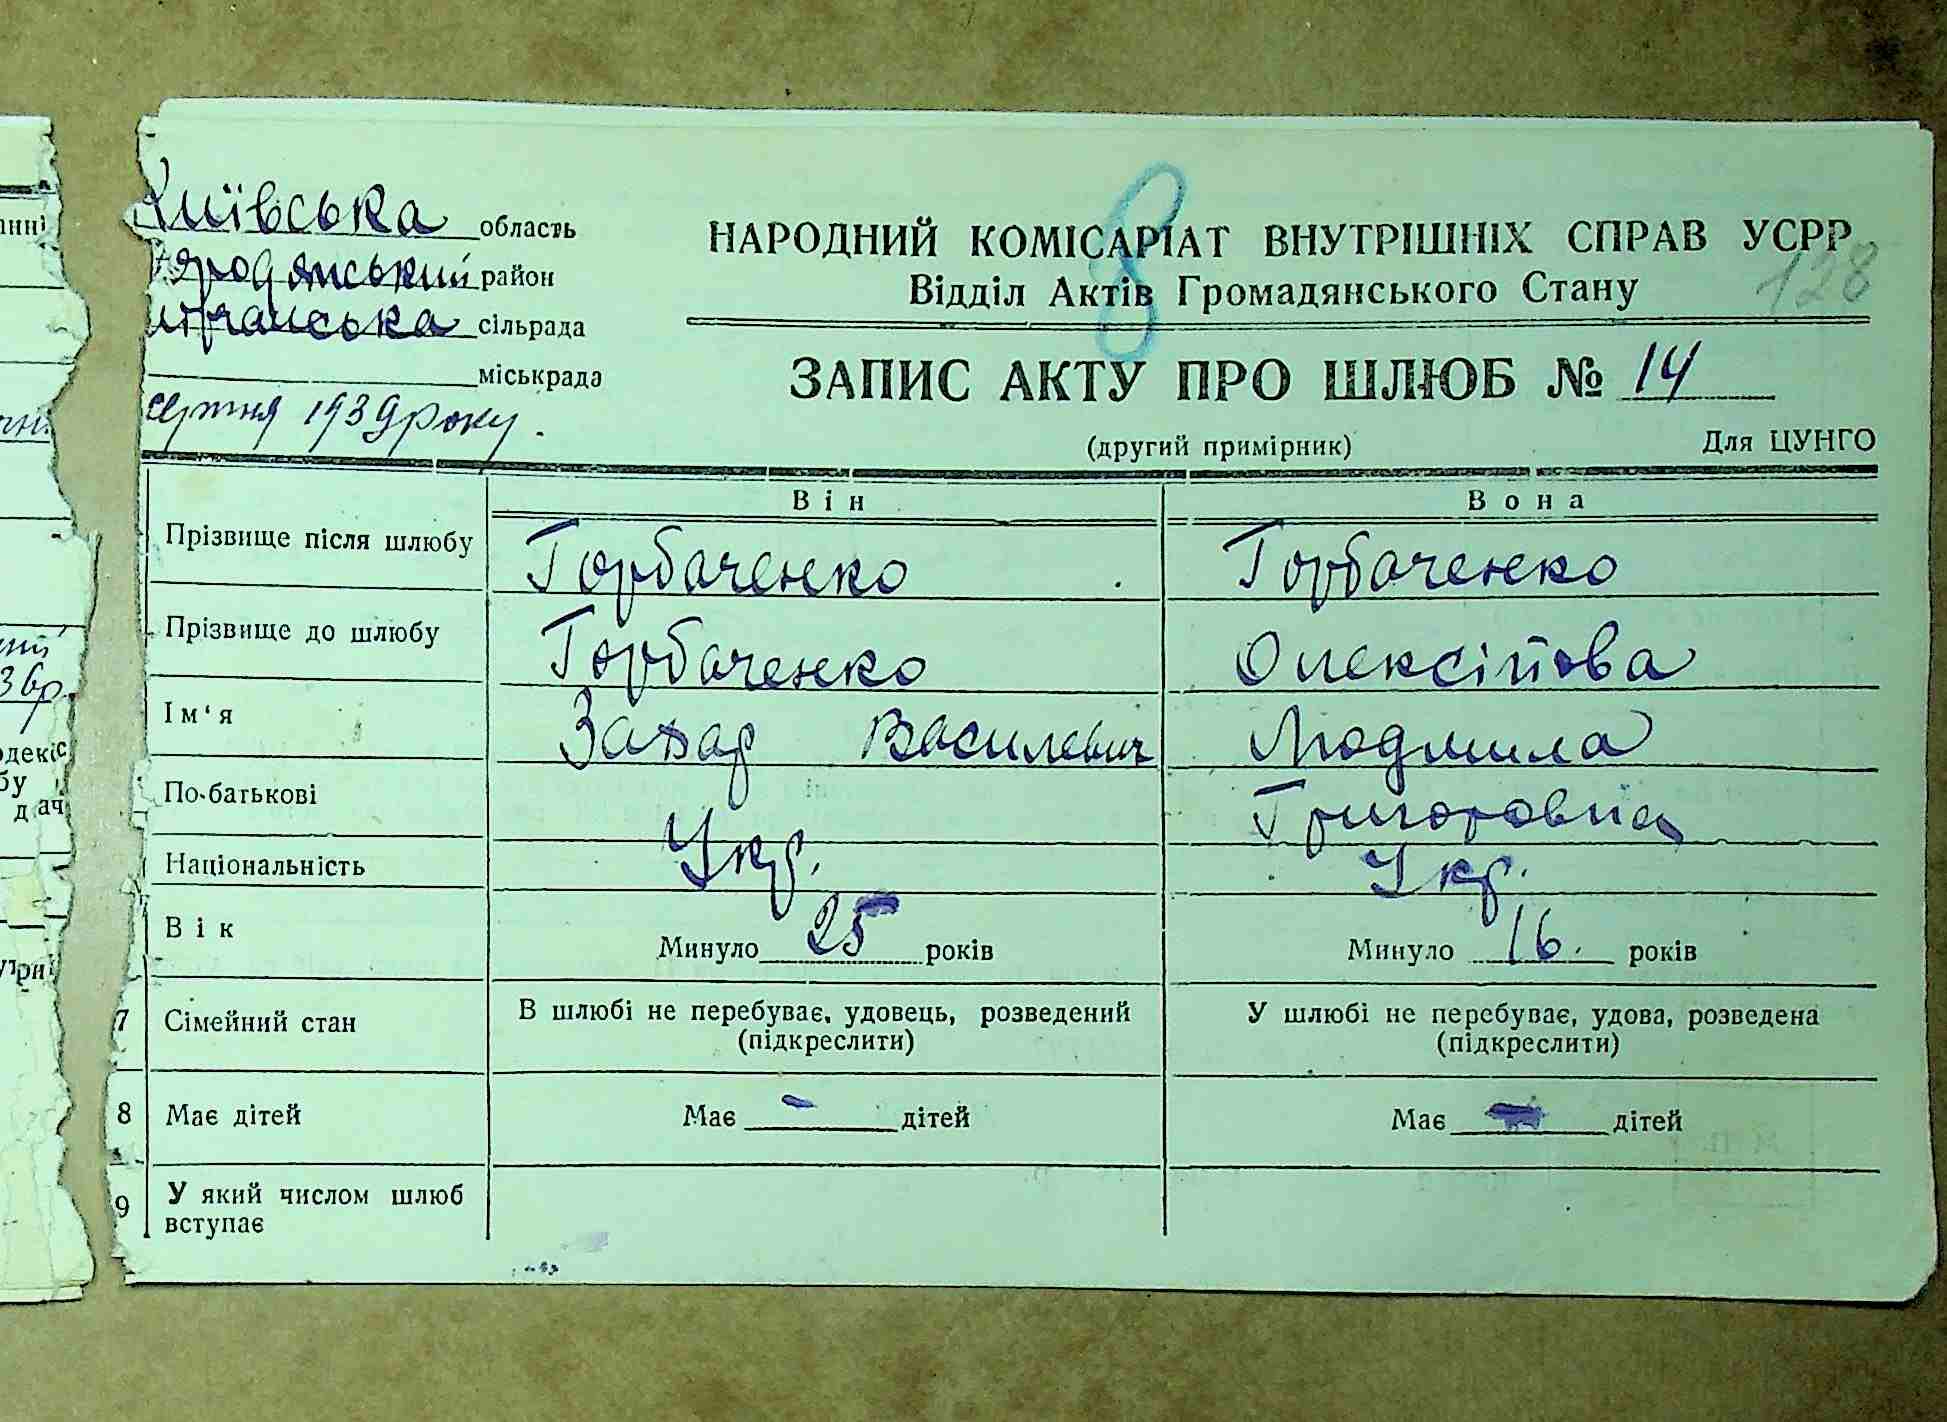 Київська область
район
сільрада
міськрада
серпня 1939 року.
8
НАРОДНИЙ КОМІСАРІАТ ВНУТРІШНІХ СПРАВ УСРР
128
Відділ Актів Громадянського Стану
ЗАПИС АКТУ ПРО ШЛЮБ № 14
(другий примірник)
Для ЦУНГО
Він
Вона
Прізвище після шлюбу Горбаченко Горбаченко
Прізвище до шлюбу Горбаченко Олексійова
Ім‘я Захар Василевич Людмила
По-батькові Григоровна
Національність Укр. Укр.
Вік Минуло 25 років Минуло 16. років
7 Сімейний стан В шлюбі не перебуває, удовець, розведений У шлюбі не перебуває, удова, розведена
(підкреслити) (підкреслити)
8 Має дітей Має - дітей Має дітей
9 У який числом шлюб
вступає